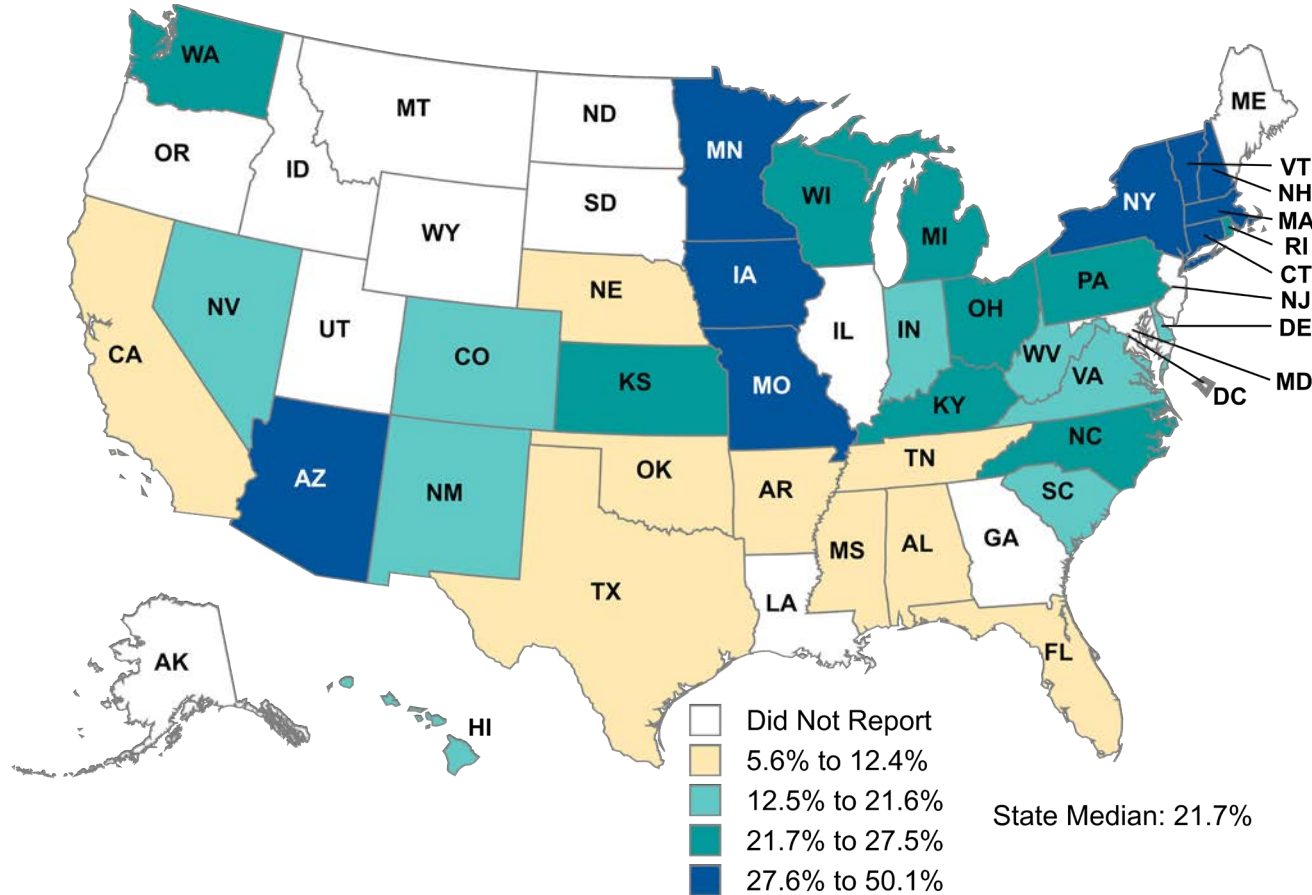 WA
MT
ND
MN
ME
OR
ID
SD
WI
VT
NH
NY
MA
MI
RI
WY
CT
IA
PA
NJ
NE
NV
OH
DE
UT
IL
IN
CA
CO
WV
VA
MD
KS
MO
DC
KY
NC
TN
OK
AZ
NM
AR
SC
GA
MS
AL
TX
LA
FL
AK
HI
Did Not Report
5.6% to 12.4%
12.5% to 21.6%
21.7% to 27.5%
27.6% to 50.1%
State Median: 21.7%